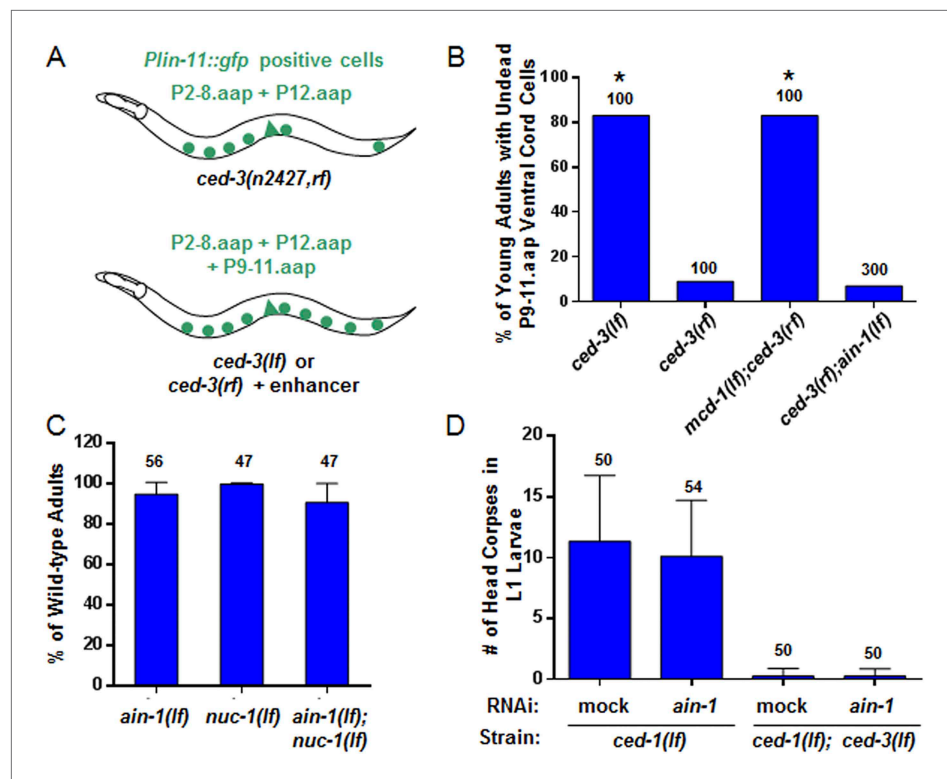 A
Plin-11::gfp positive cells
P2-8.aap + P12.aap
ced-3(n2427,rf)
P2-8.aap + P12.aap
+ P9-11.aap
ced-3(lf) or
ced-3(rf) + enhancer
B
% of Young Adults with Undead
P9-11.aap Ventral Cord Cells
100
80
60
40
20
0
*
100
100
*
100
300
ced-3(lf)
ced-3(rf)
mcd-1(lf);ced-3(rf)
ced-3(rf);ain-1(lf)
C
% of Wild-type Adults
120
100
80
60
40
20
0
56
47
47
ain-1(lf)
nuc-1(lf)
ain-1(lf);
nuc-1(lf)
D
# of Head Corpses in
L1 Larvae
20
15
10
5
0
50
54
50
50
RNAi: mock ain-1 mock ain-1
Strain: ced-1(lf) ced-1(lf); ced-3(lf)